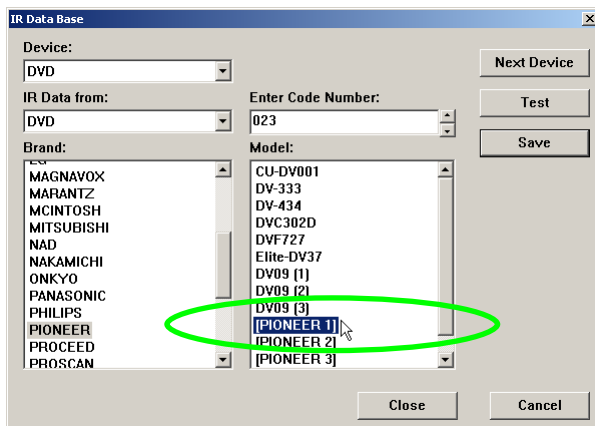 IR Data Base
Device:
DVD
Next Device
IR Data from:
DVD
Enter Code Number:
023
Test
Save
Brand:
LG
MAGNAVOX
MARANTZ
MCINTOSH
MITSUBISHI
NAD
NAKAMICHI
ONKYO
PANASONIC
PHILIPS
PIONEER
PROCEED
PROSCAN
Model:
CU-DV001
DV-333
DV-434
DVC302D
DVF727
Elite-DV37
DV09 (1)
DV09 (2)
DV09 (3)
[PIONEER 1]
[PIONEER 2]
[PIONEER 3]
Close
Cancel